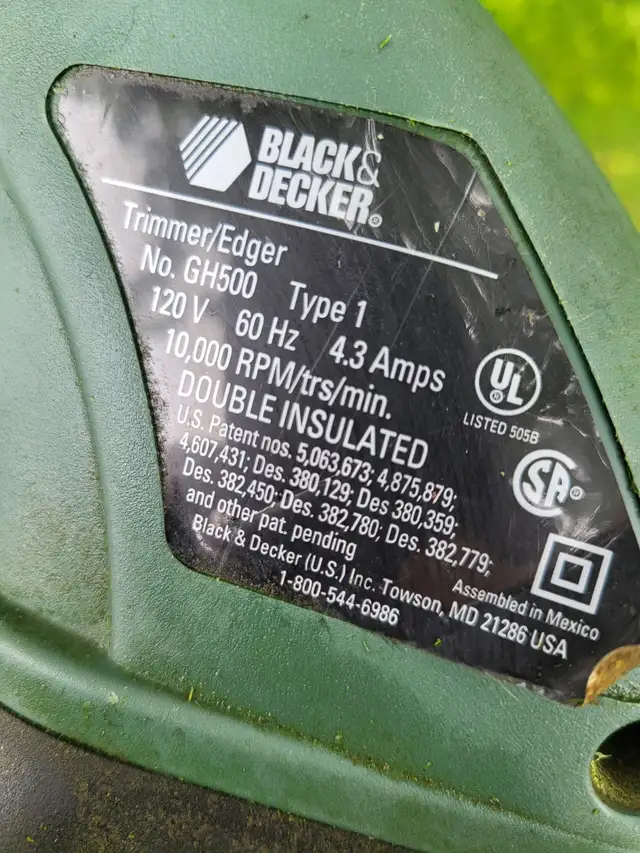 BLACK&
DECKER®
Trimmer/Edger
No. GH500 Type 1
120 V 60 Hz 4.3 Amps
10,000 RPM/trs/min.
DOUBLE INSULATED
U.S. Patent nos. 5,063,673; 4,875,879;
4,607,431; Des. 380,129; Des 380,359;
Des. 382,450; Des. 382,780; Des. 382,779;
and other pat. pending
Black & Decker (U.S.) Inc. Towson, MD 21286 USA
1-800-544-6986
UL®
LISTED 505B
SA®
Assembled in Mexico